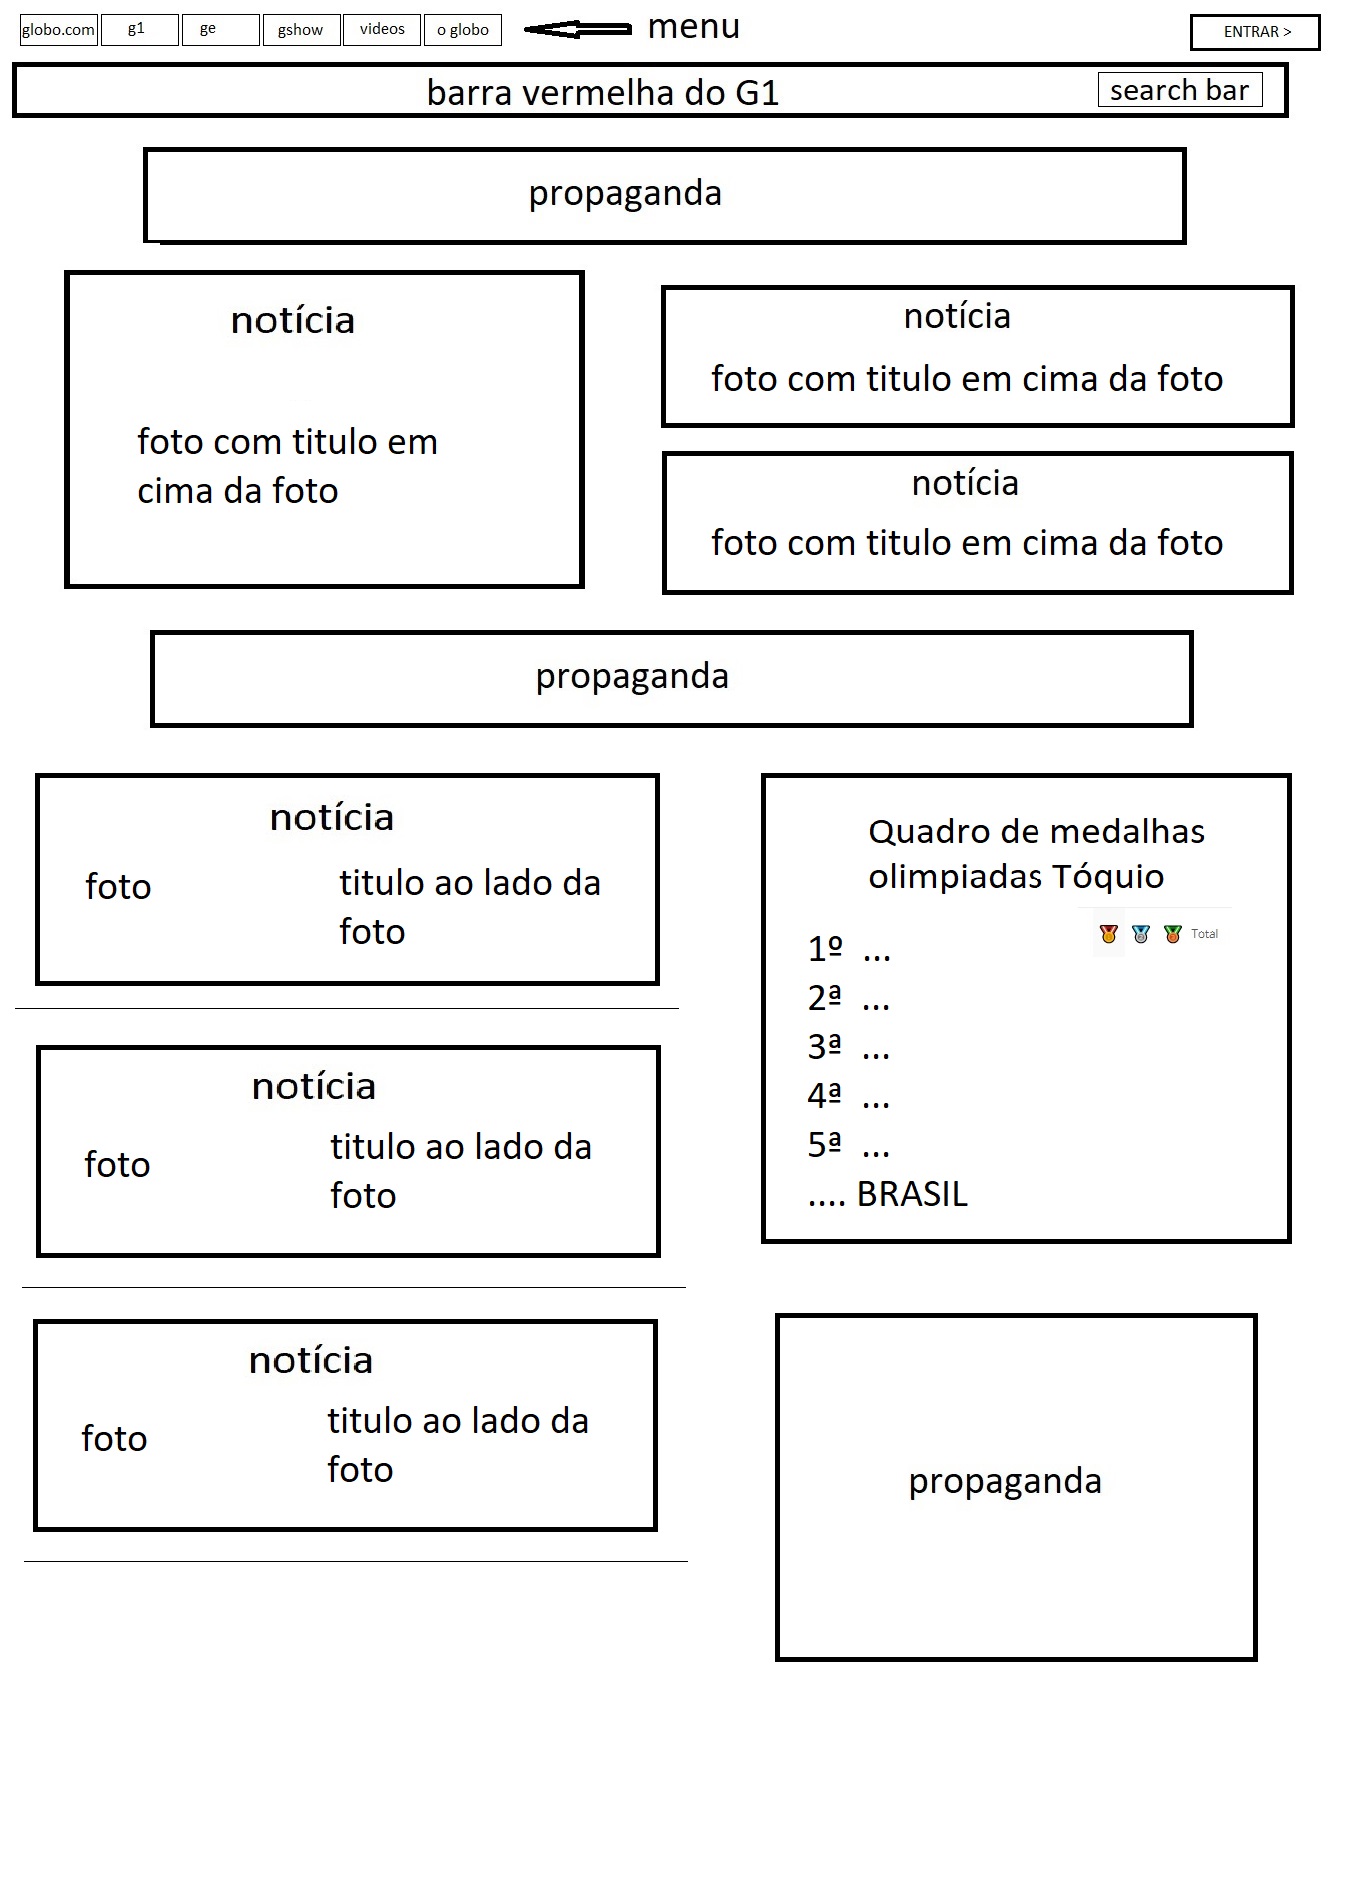 globo.com
g1
ge
gshow
videos
o globo
menu
ENTRAR >
barra vermelha do G1
search bar
propaganda
notícia
foto com titulo em
cima da foto
notícia
foto com titulo em cima da foto
notícia
foto com titulo em cima da foto
propaganda
notícia
foto
titulo ao lado da
foto
notícia
foto
titulo ao lado da
foto
notícia
foto
titulo ao lado da
foto
Quadro de medalhas
olimpiadas Tóquio
Total
1º ...
2ª ...
3ª ...
4ª ...
5ª ...
.... BRASIL
propaganda